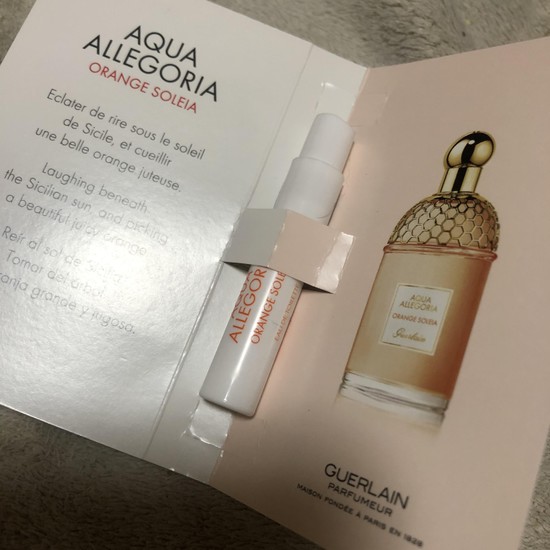 AQUA
ALLEGORIA
ORANGE SOLEIA
Eclater de rire sous le soleil
de Sicile, et cueillir
une belle orange juteuse.
Laughing beneath
the Sicilian sun and picking
a beautiful juicy orange
Reír al sol de
Tomar del árbol
grande y jugosa.
AQUA
ALLEGORIA
ORANGE SOLEIA
AQUA
ALLEGORIA
ORANGE SOLEIA
Guerlain
GUERLAIN
PARFUMEUR
MAISON FONDÉE À PARIS EN 1828